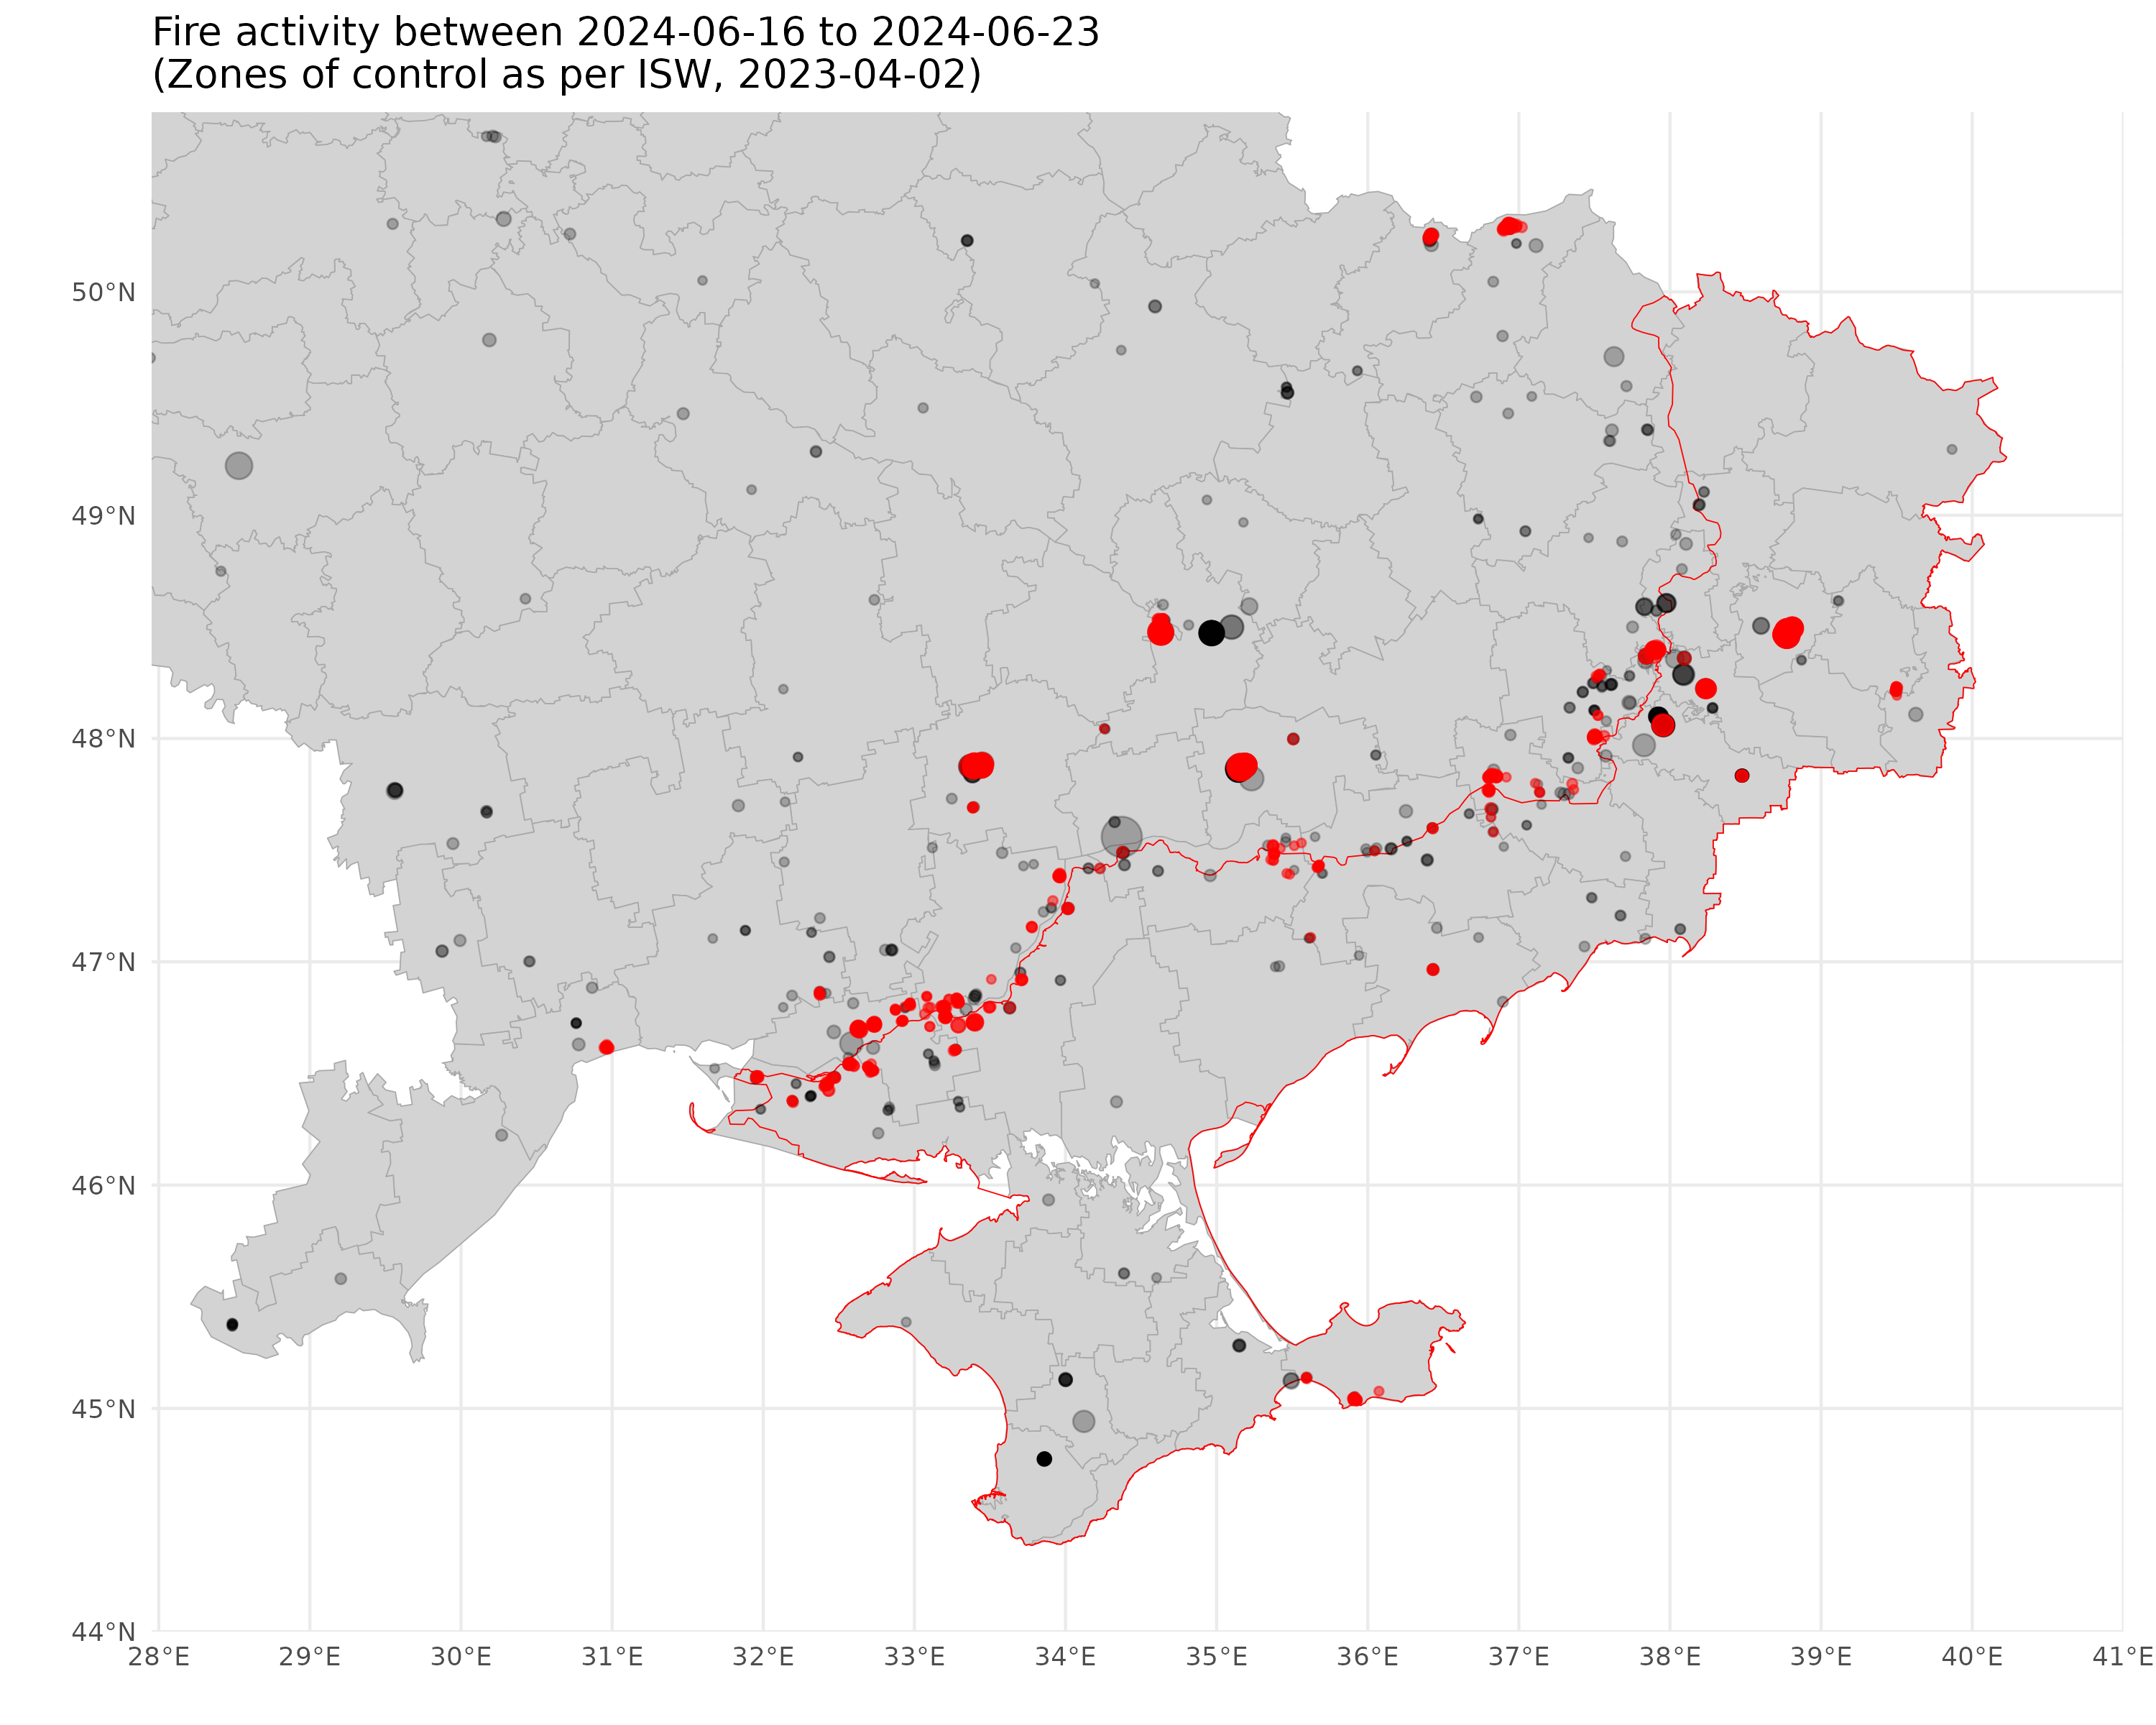 Fire activity between 2024-06-16 to 2024-06-23
(Zones of control as per ISW, 2023-04-02)
50°N
49°N
48°N
47°N
46°N
45°N
44°N
28°E 29°E 30°E 31°E 32°E 33°E 34°E 35°E 36°E 37°E 38°E 39°E 40°E 41°E